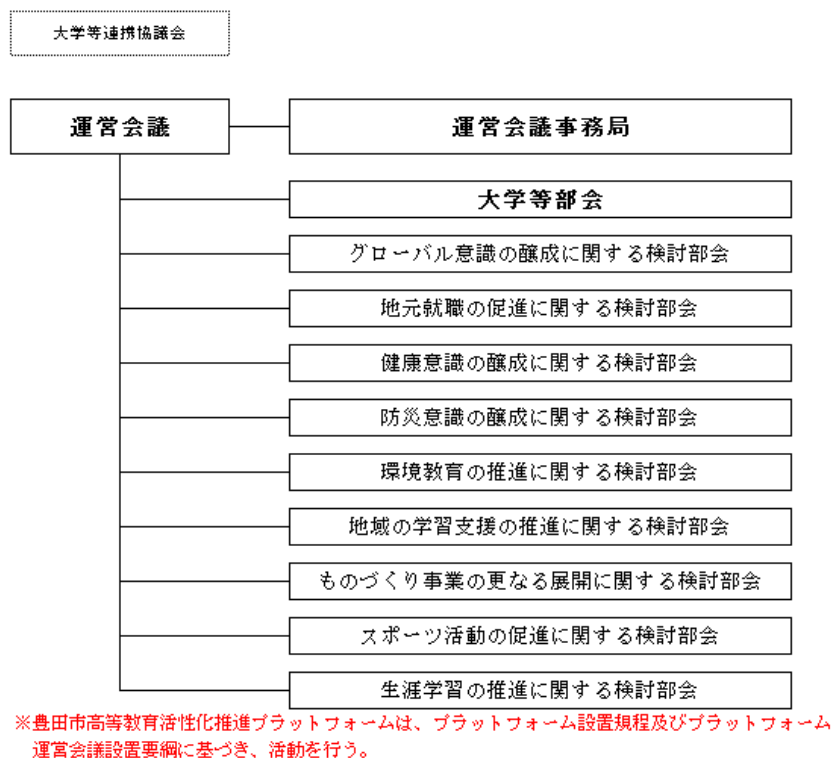 大学等連携協議会
運営会議
運営会議事務局
大学等部会
グローバル意識の醸成に関する検討部会
地元就職の促進に関する検討部会
健康意識の醸成に関する検討部会
防災意識の醸成に関する検討部会
環境教育の推進に関する検討部会
地域の学習支援の推進に関する検討部会
ものづくり事業の更なる展開に関する検討部会
スポーツ活動の促進に関する検討部会
生涯学習の推進に関する検討部会
※豊田市高等教育活性化推進プラットフォームは、プラットフォーム設置規程及びプラットフォーム
運営会議設置要綱に基づき、活動を行う。